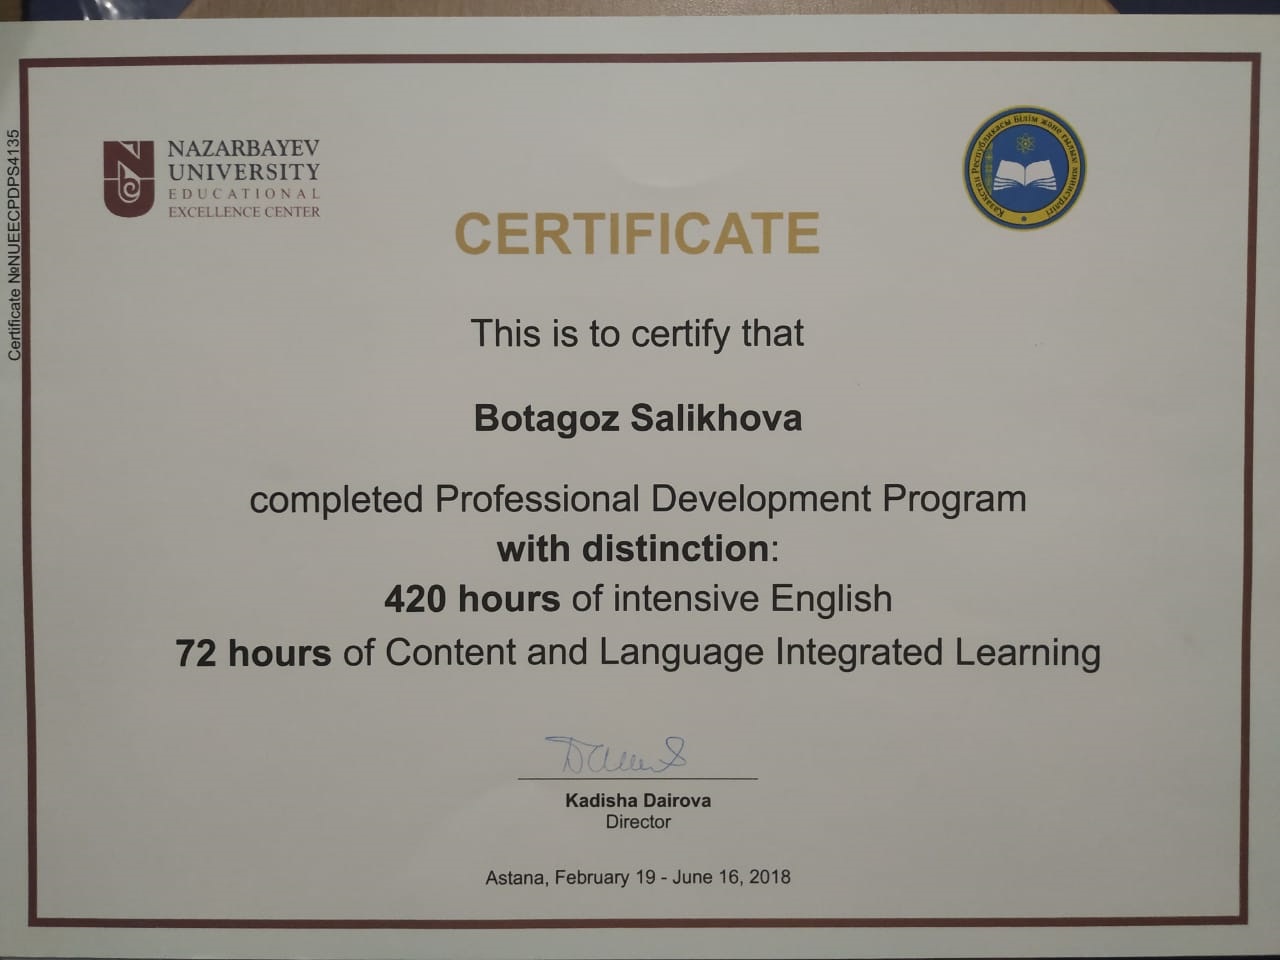 Certificate №NUEECPDPS4135
NAZARBAYEV
UNIVERSITY
EDUCATIONAL
EXCELLENCE CENTER
Қазақстан Республикасы Білім және ғылым министрлігі
CERTIFICATE
This is to certify that
Botagoz Salikhova
completed Professional Development Program
with distinction:
420 hours of intensive English
72 hours of Content and Language Integrated Learning
Kadisha Dairova
Director
Astana, February 19 - June 16, 2018